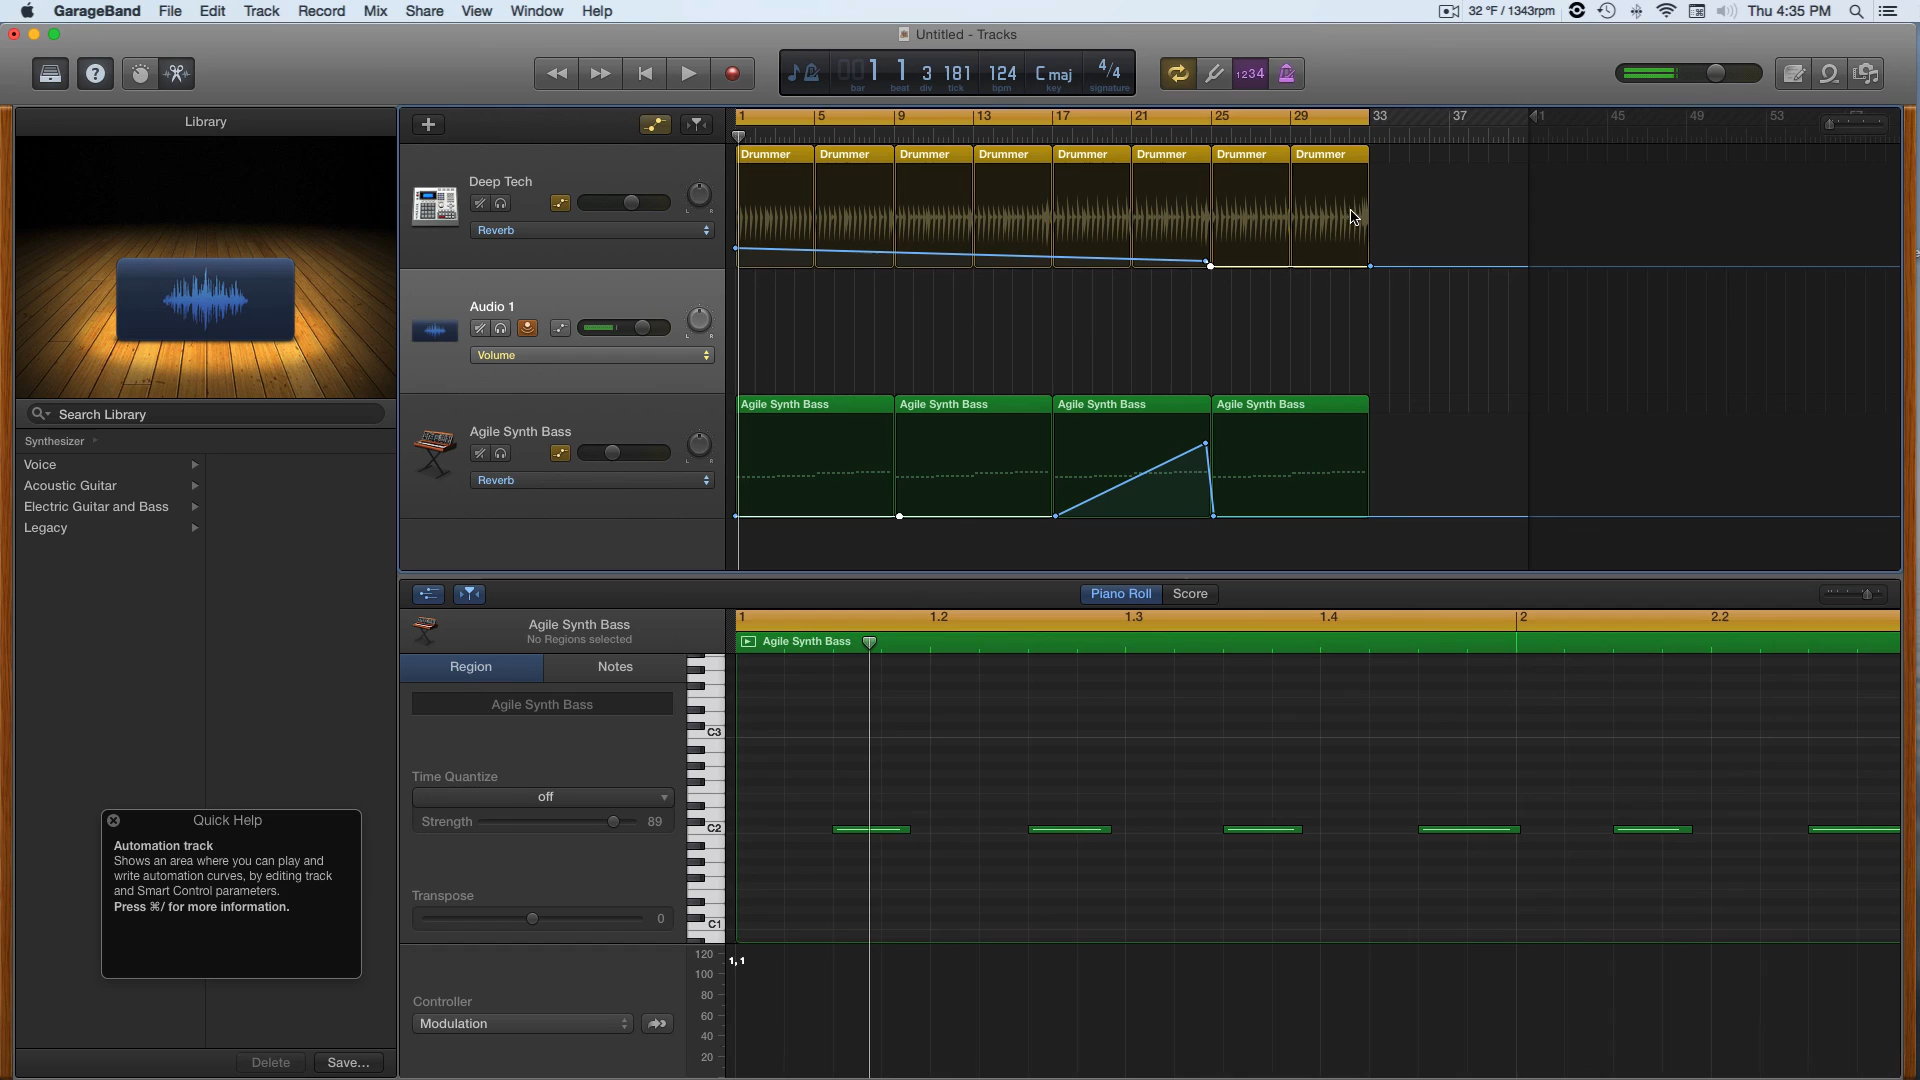 GarageBand File Edit Track Record Mix Share View Window Help
32 °F / 1343rpm Thu 4:35 PM
Untitled - Tracks
1 1 3 181 124 C maj 4/4
bar beat div tick bpm key signature
1234
Library
1 5 9 13 17 21 25 29 33 37 1 45 49 53
Drummer Drummer Drummer Drummer Drummer Drummer Drummer Drummer
Deep Tech
L R
Reverb
Audio 1
L R
Volume
Agile Synth Bass Agile Synth Bass Agile Synth Bass Agile Synth Bass
Search Library
Agile Synth Bass
L R
Synthesizer
Voice
Acoustic Guitar
Electric Guitar and Bass
Legacy
Reverb
Piano Roll Score
Agile Synth Bass
No Regions selected
1 1.2 1.3 1.4 2 2.2
Agile Synth Bass
Region Notes
Agile Synth Bass
C3
Time Quantize
off
Strength 89
C2
Transpose
0
C1
Quick Help
Automation track
Shows an area where you can play and
write automation curves, by editing track
and Smart Control parameters.
Press ⌘/ for more information.
120
100
80
60
40
20
1, 1
Controller
Modulation
Delete Save...